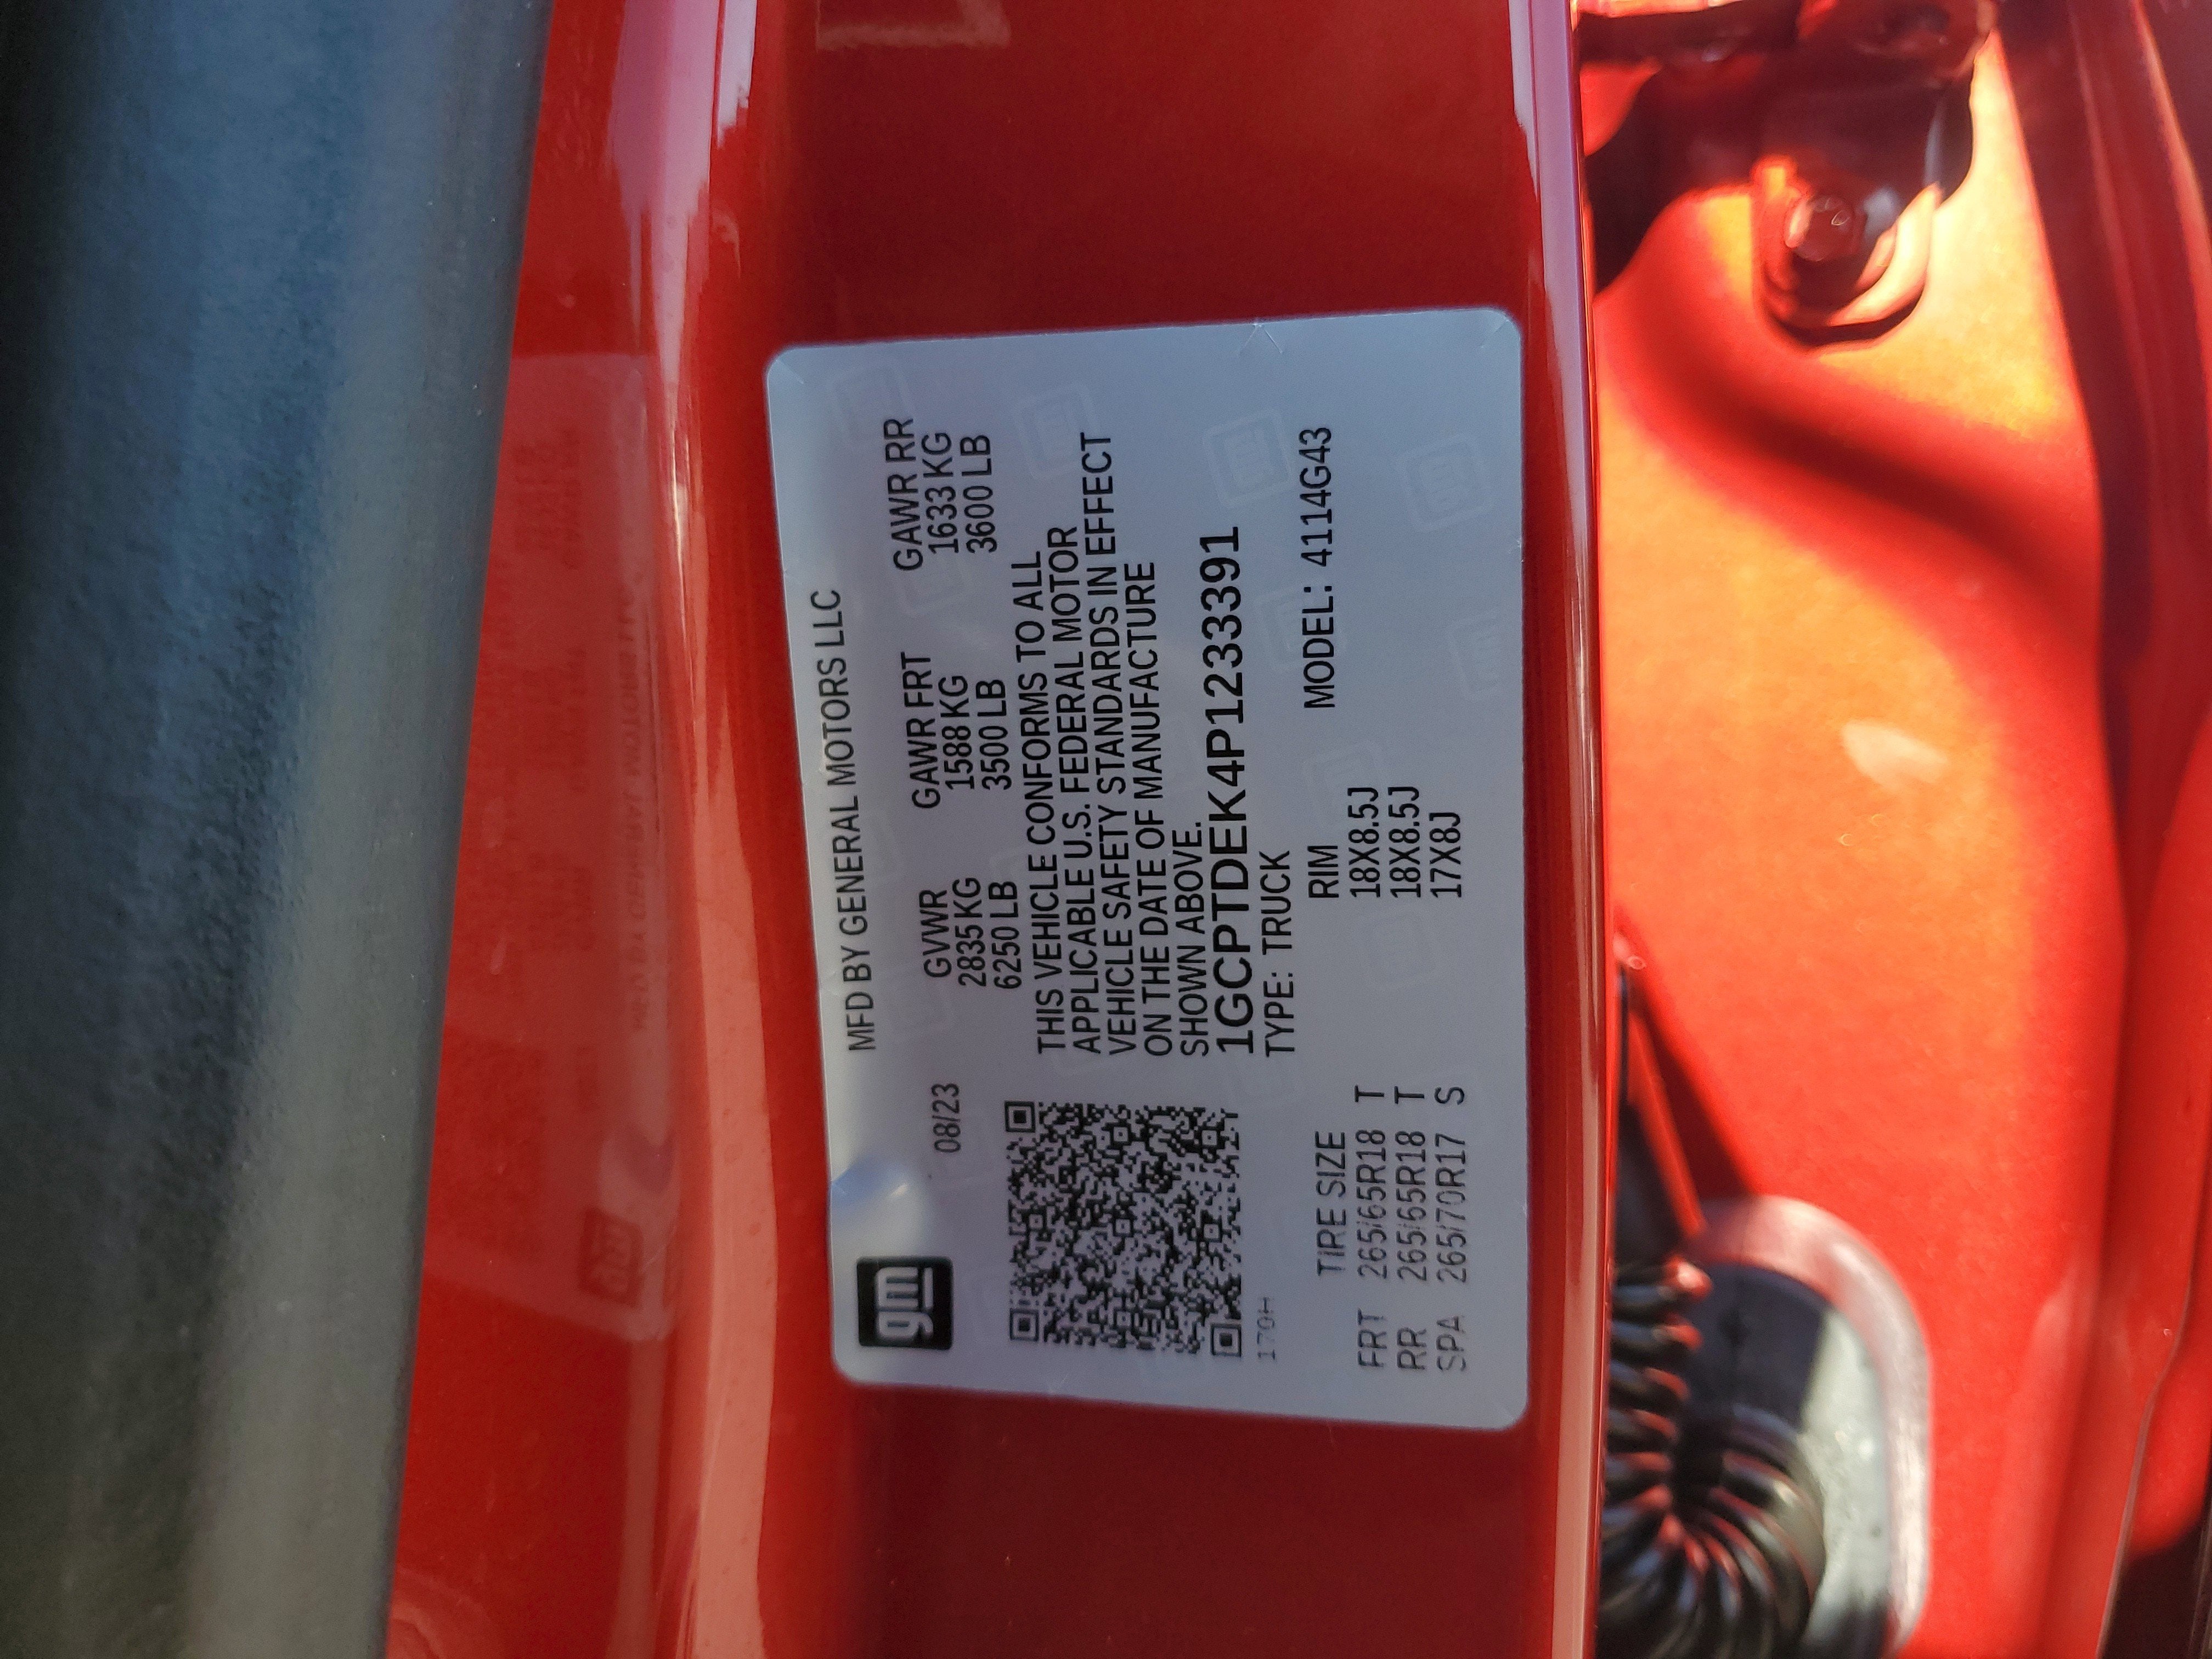 gm
MFD BY GENERAL MOTORS LLC
08/23
GVWR GAWR FRT GAWR RR
2835 KG 1588 KG 1633 KG
6250 LB 3500 LB 3600 LB
THIS VEHICLE CONFORMS TO ALL
APPLICABLE U.S. FEDERAL MOTOR
VEHICLE SAFETY STANDARDS IN EFFECT
ON THE DATE OF MANUFACTURE
SHOWN ABOVE.
1GCPTDEK4P1233391
TYPE: TRUCK
170H
MODEL: 4114G43
TIRE SIZE RIM
FRT 265/65R18 T 18X8.5J
RR 265/65R18 T 18X8.5J
SPA 265/70R17 S 17X8J